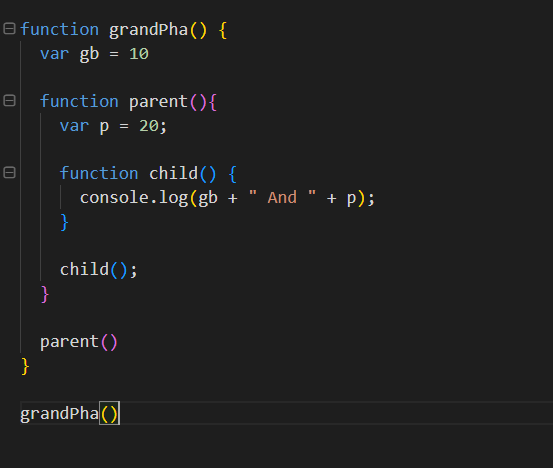 function grandPha() {
var gb = 10
function parent(){
var p = 20;
function child() {
console.log(gb + " And " + p);
}
child();
}
parent()
}
grandPha()